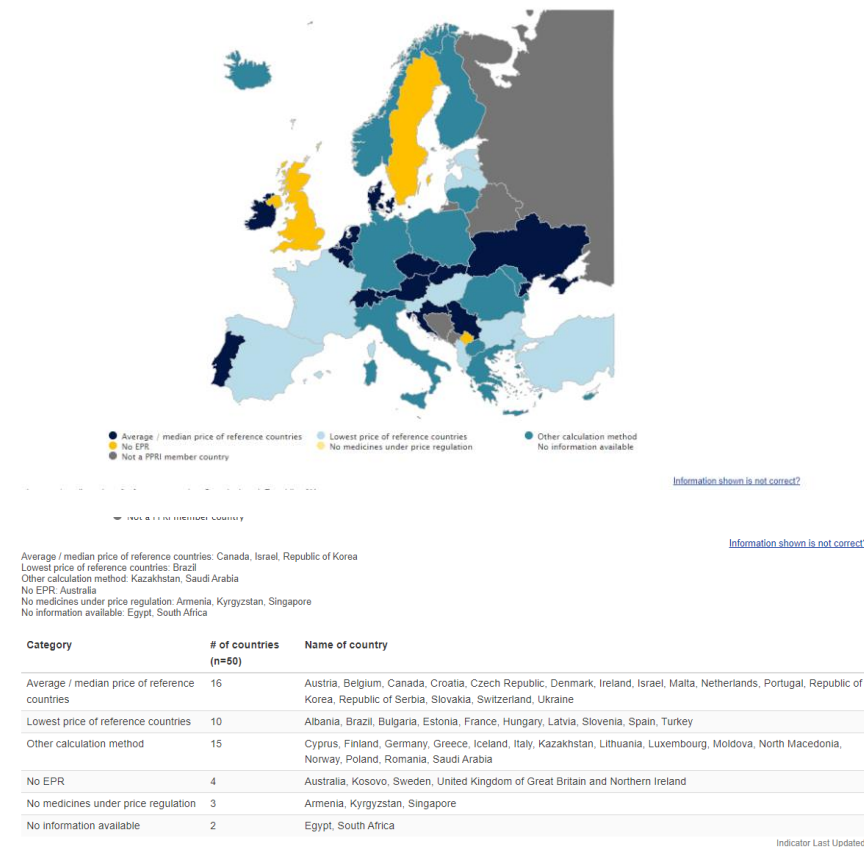 Average / median price of reference countries
Lowest price of reference countries
Other calculation method
No EPR
No medicines under price regulation
No information available
Not a PPRI member country
Information shown is not correct?
Information shown is not correct?
Average / median price of reference countries: Canada, Israel, Republic of Korea
Lowest price of reference countries: Brazil
Other calculation method: Kazakhstan, Saudi Arabia
No EPR: Australia
No medicines under price regulation: Armenia, Kyrgyzstan, Singapore
No information available: Egypt, South Africa
Category # of countries (n=50) Name of country
Average / median price of reference countries 16 Austria, Belgium, Canada, Croatia, Czech Republic, Denmark, Ireland, Israel, Malta, Netherlands, Portugal, Republic of Korea, Republic of Serbia, Slovakia, Switzerland, Ukraine
Lowest price of reference countries 10 Albania, Brazil, Bulgaria, Estonia, France, Hungary, Latvia, Slovenia, Spain, Turkey
Other calculation method 15 Cyprus, Finland, Germany, Greece, Iceland, Italy, Kazakhstan, Lithuania, Luxembourg, Moldova, North Macedonia, Norway, Poland, Romania, Saudi Arabia
No EPR 4 Australia, Kosovo, Sweden, United Kingdom of Great Britain and Northern Ireland
No medicines under price regulation 3 Armenia, Kyrgyzstan, Singapore
No information available 2 Egypt, South Africa
Indicator Last Updated